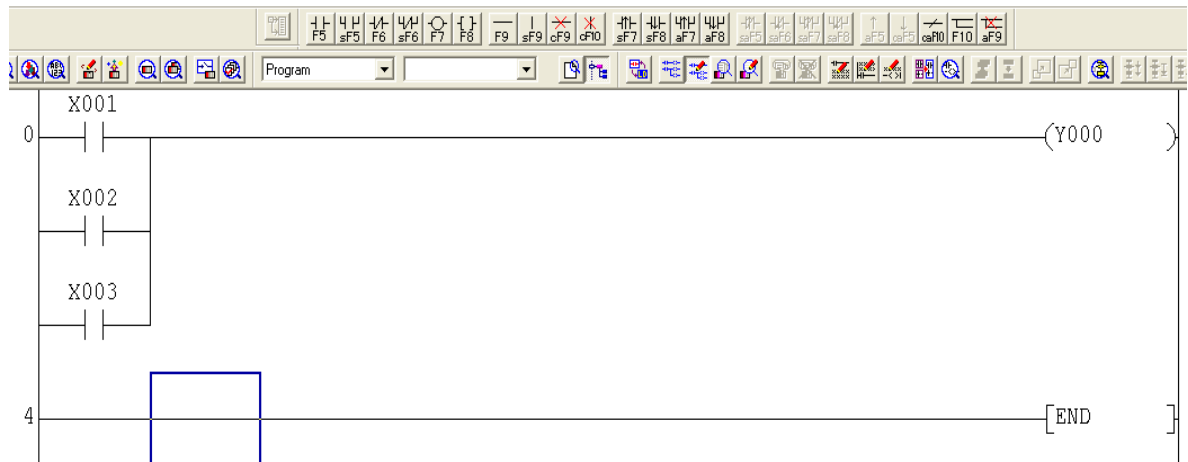 F5 sF5 F6 sF6 F7 F8 F9 sF9 cF9 cF10 sF7 sF8 aF7 aF8 saF5 saF6 saF7 saF8 aF5 caF5 caF10 F10 aF9
Program
X001
0 (Y000 )
X002
X003
4 [END ]